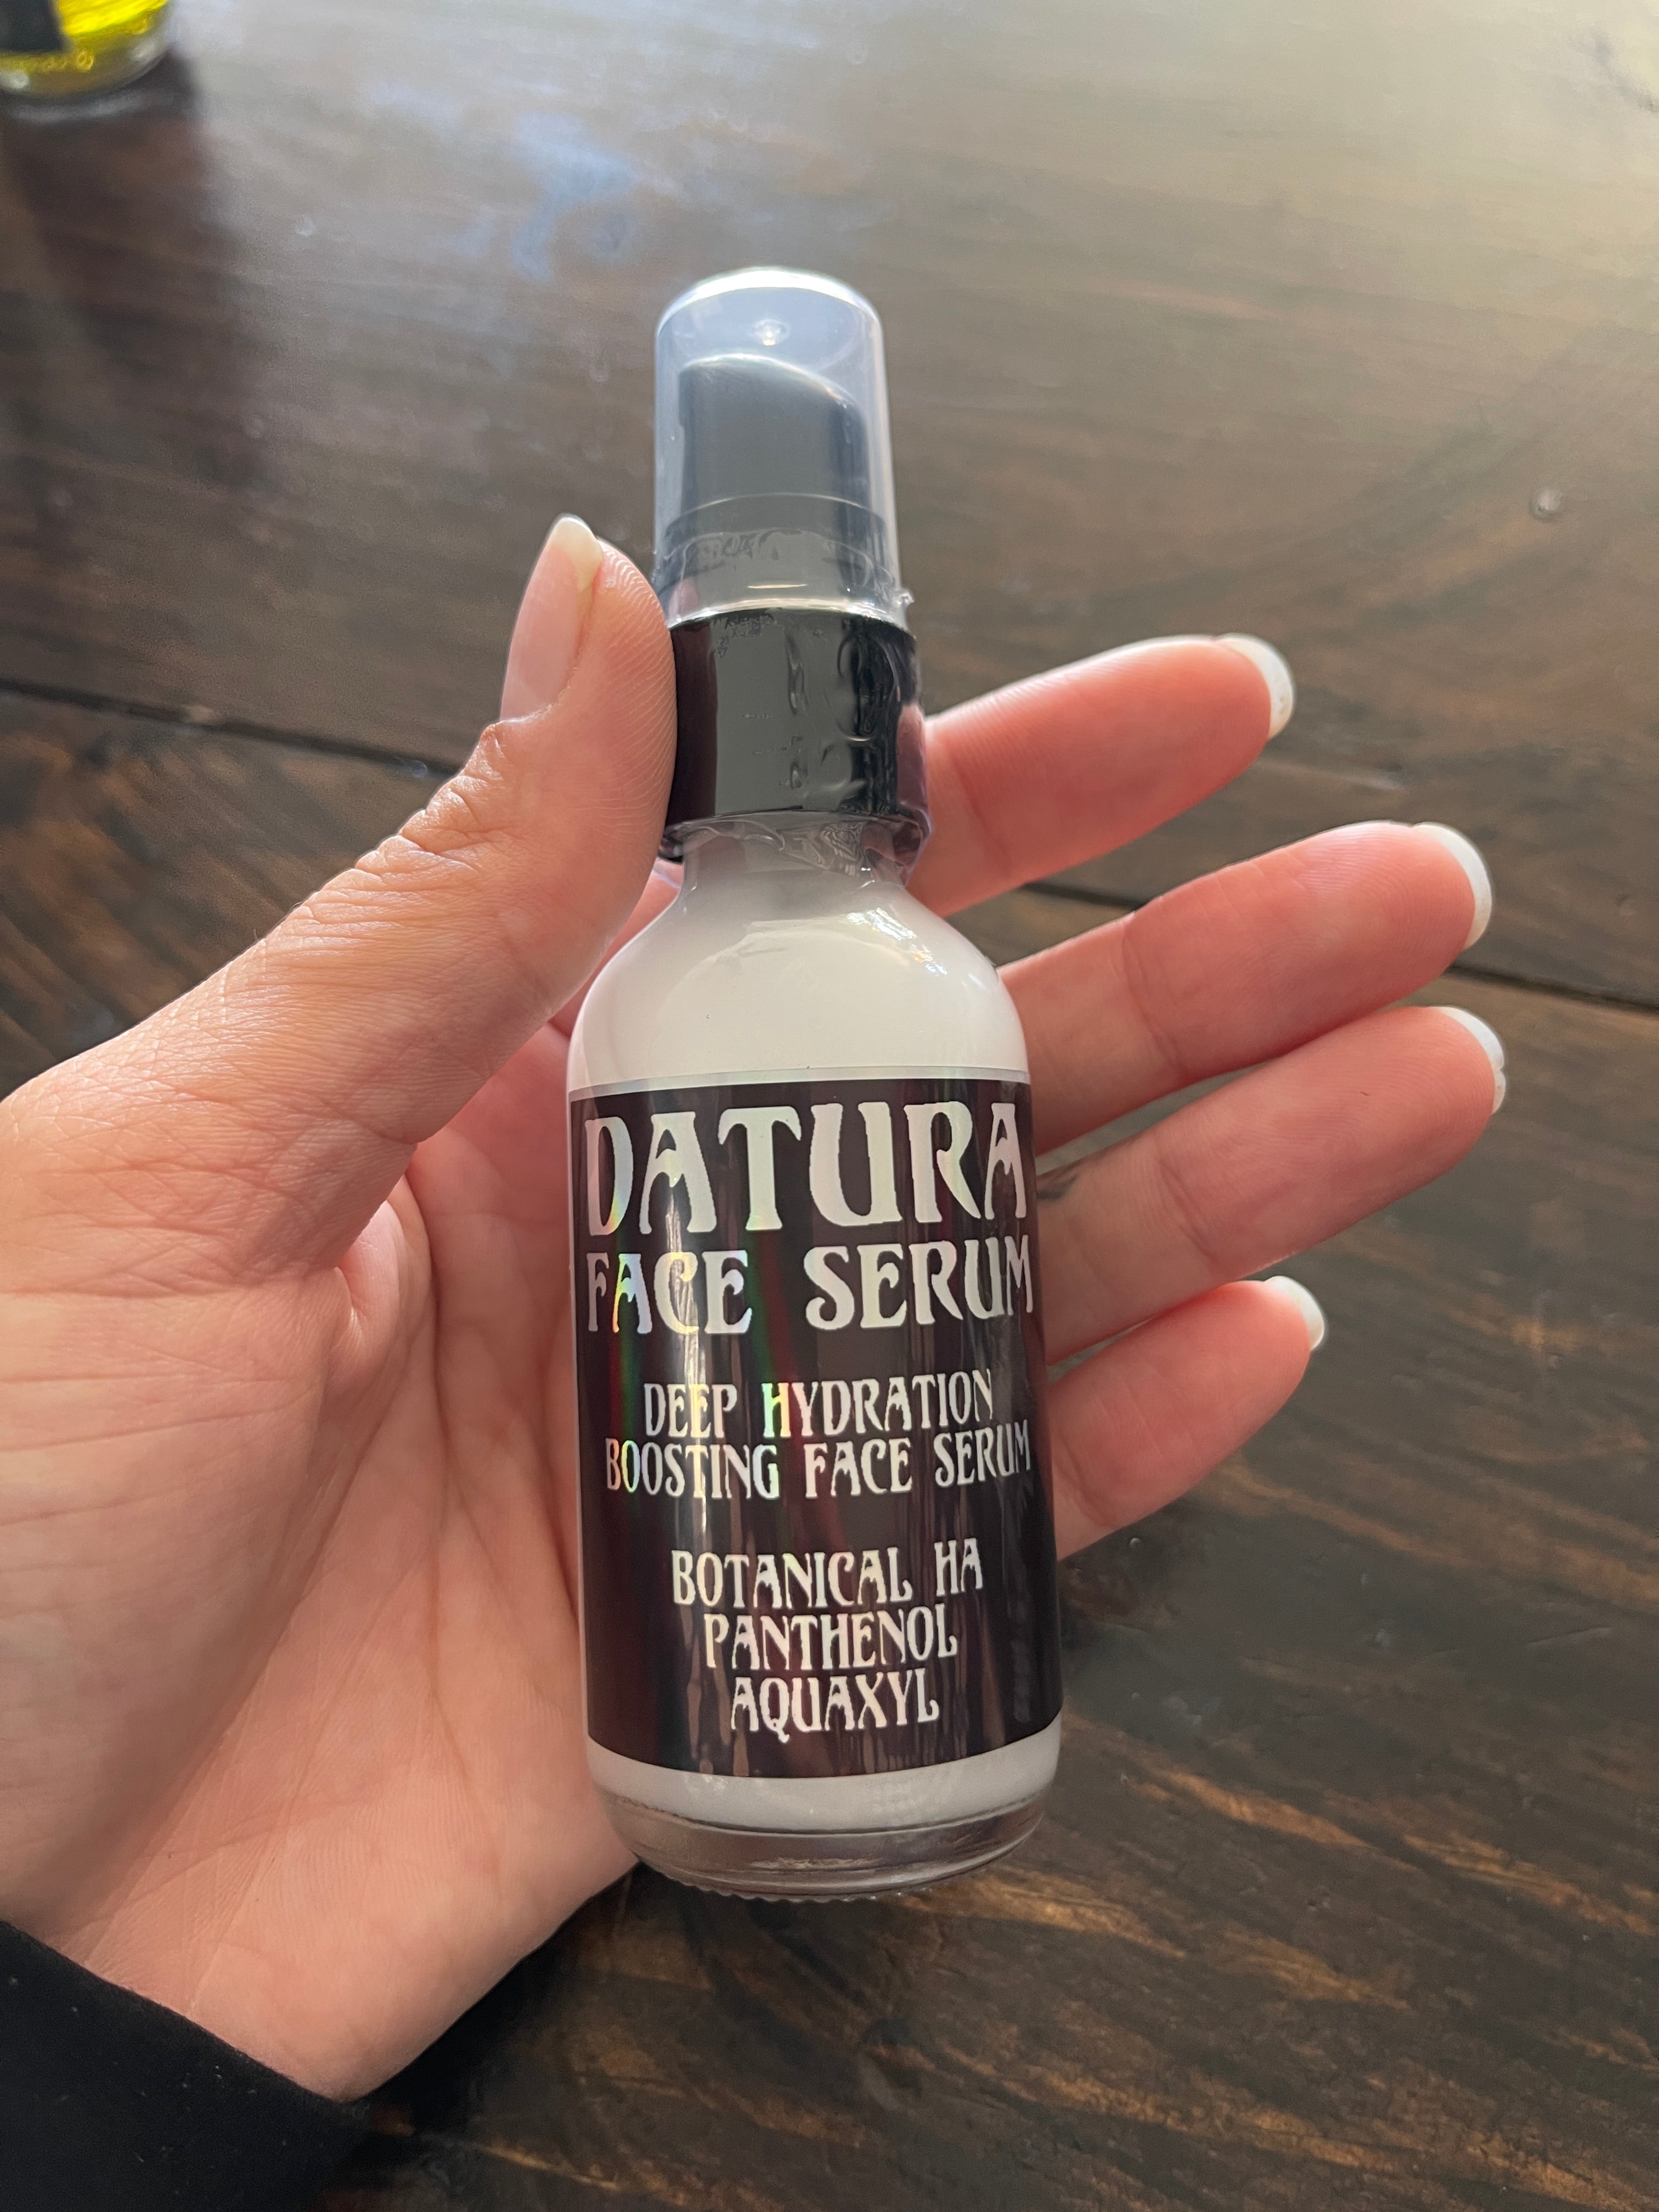 DATURA
FACE SERUM
DEEP HYDRATION
BOOSTING FACE SERUM
BOTANICAL HA
PANTHENOL
AQUAXYL